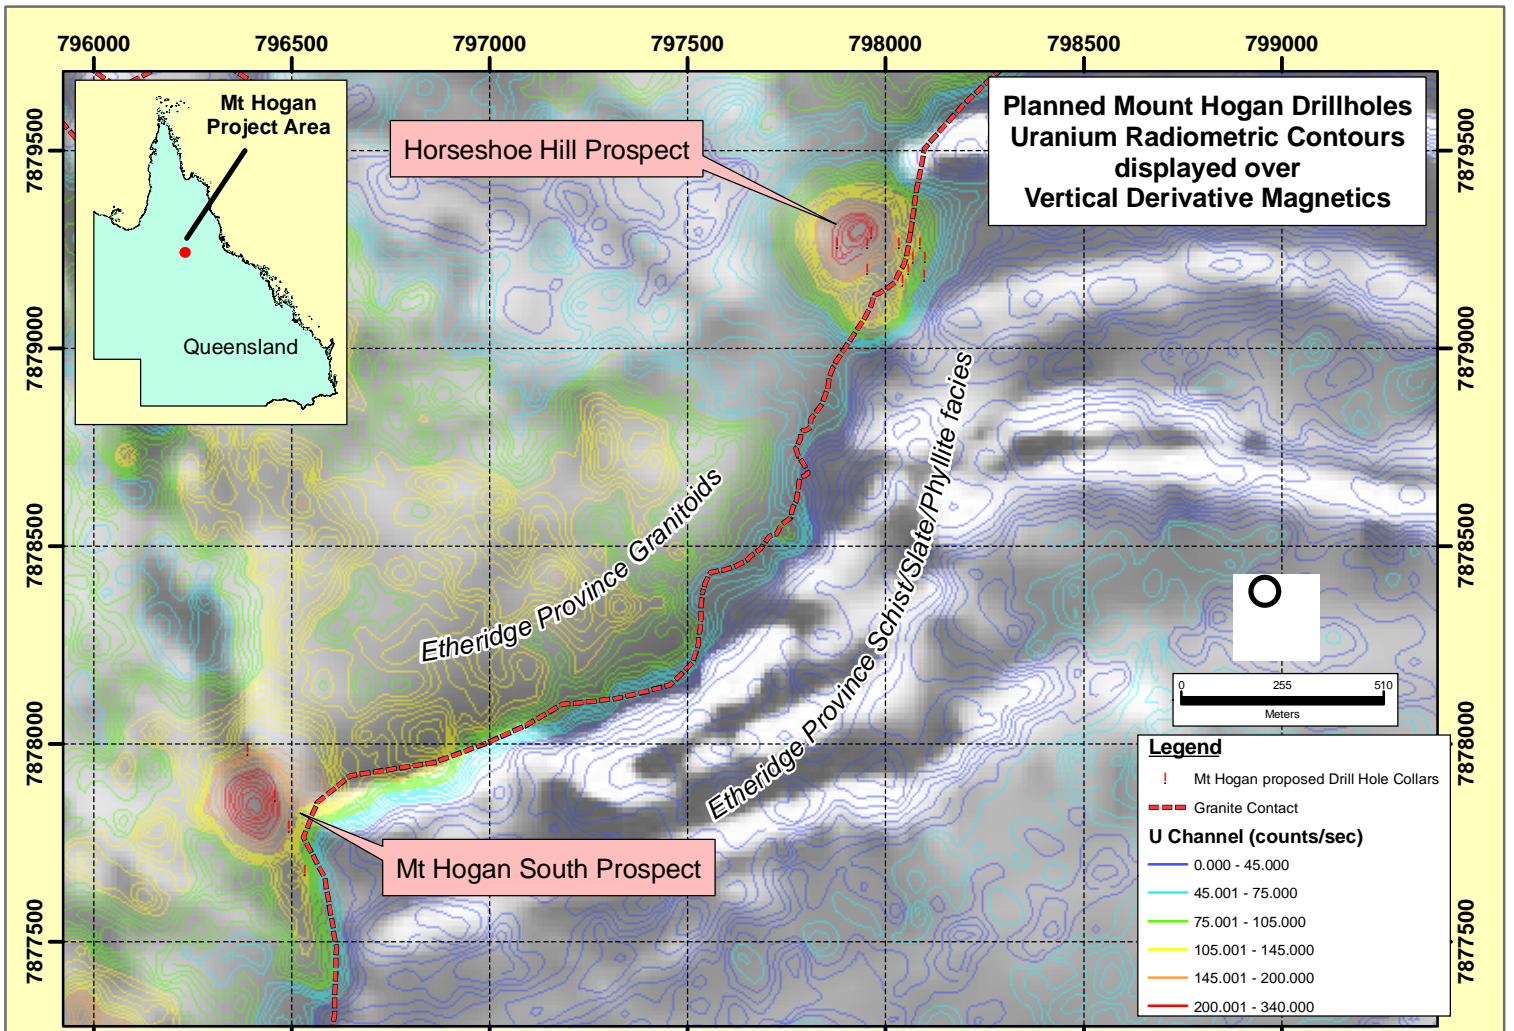 796000 796500 797000 797500 798000 798500 799000
Mt Hogan
Project Area
Queensland
Horseshoe Hill Prospect
Planned Mount Hogan Drillholes
Uranium Radiometric Contours
displayed over
Vertical Derivative Magnetics
7879500
7879000
7878500
7878000
7877500
7879500
7879000
7878500
7878000
7877500
Etheridge Province Granitoids
Etheridge Province Schist/Slate/Phyllite facies
Mt Hogan South Prospect
0 255 510
Meters
Legend
! Mt Hogan proposed Drill Hole Collars
Granite Contact
U Channel (counts/sec)
0.000 - 45.000
45.001 - 75.000
75.001 - 105.000
105.001 - 145.000
145.001 - 200.000
200.001 - 340.000